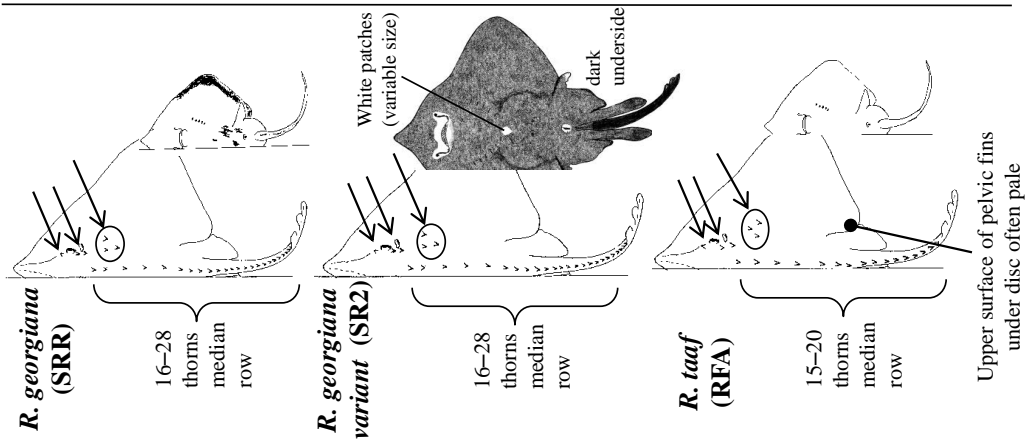 R. georgiana
(SRR)
16–28
thorns
median
row
R. georgiana
variant (SR2)
White patches
(variable size)
dark
underside
16–28
thorns
median
row
R. taaf
(RFA)
15–20
thorns
median
row
Upper surface of pelvic fins
under disc often pale